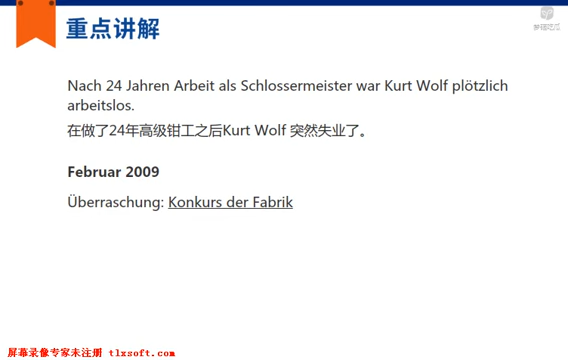 重点讲解
Nach 24 Jahren Arbeit als Schlossermeister war Kurt Wolf plötzlich
arbeitslos.
在做了24年高级钳工之后Kurt Wolf 突然失业了。
Februar 2009
Überraschung: Konkurs der Fabrik
屏幕录像专家未注册 tlxsoft.com